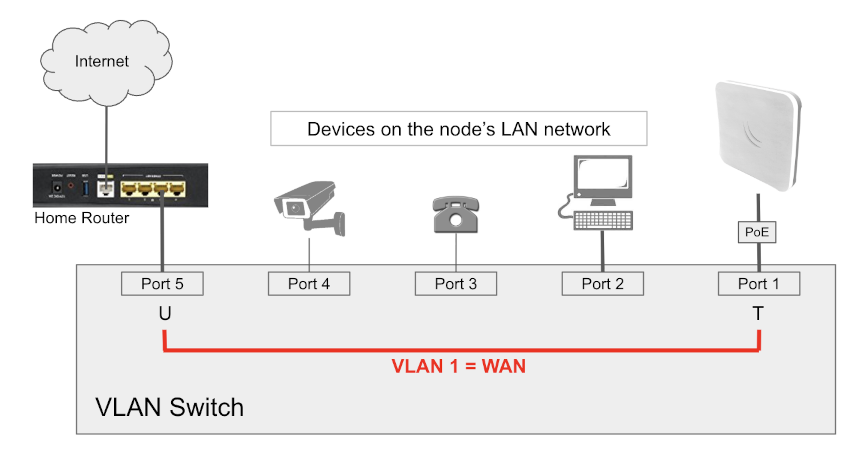 Internet
Devices on the node's LAN network
Home Router
PoE
Port 5
Port 4
Port 3
Port 2
Port 1
U
T
VLAN 1 = WAN
VLAN Switch